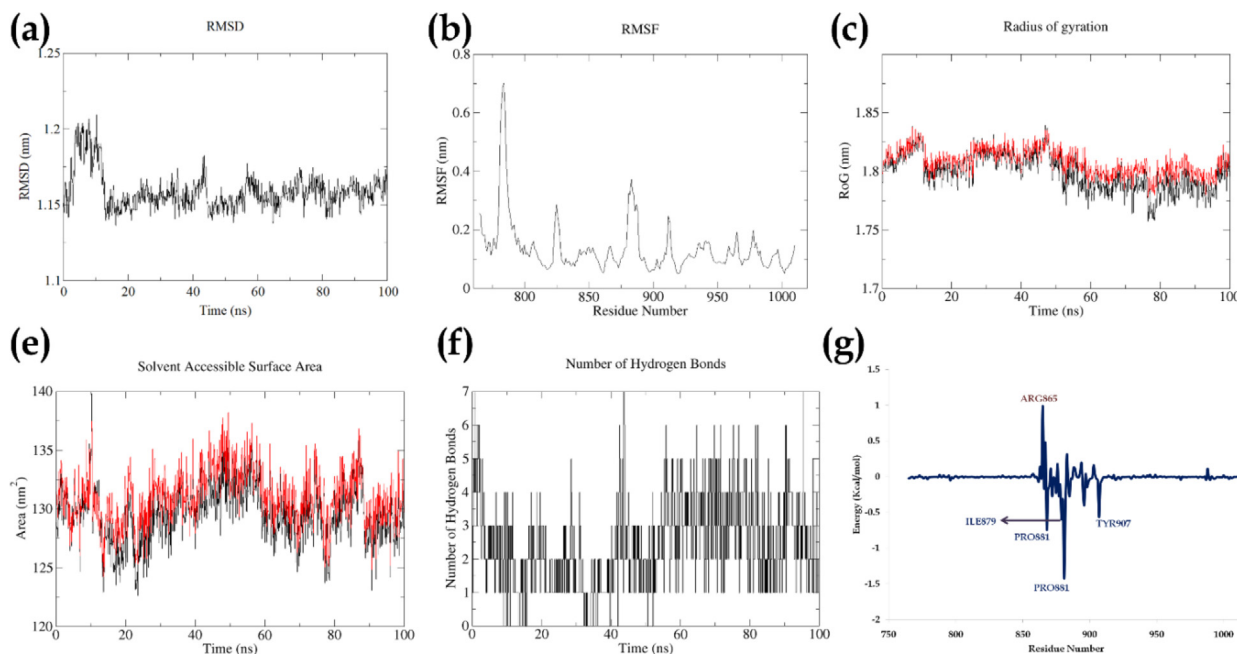 (a)
RMSD
1.25
1.2
1.15
1.1
RMSD (nm)
0 20 40 60 80 100
Time (ns)
(b)
RMSF
0.8
0.6
0.4
0.2
0
RMSF (nm)
800 850 900 950 1000
Residue Number
(c)
Radius of gyration
1.85
1.8
1.75
1.7
RoG (nm)
0 20 40 60 80 100
Time (ns)
(e)
Solvent Accessible Surface Area
140
135
130
125
120
Area (nm²)
0 20 40 60 80 100
Time (ns)
(f)
Number of Hydrogen Bonds
7
6
5
4
3
2
1
0
Number of Hydrogen Bonds
0 20 40 60 80 100
Time (ns)
(g)
1.5
1
0.5
0
-0.5
-1
-1.5
-2
Energy (Kcal/mol)
ARG865
ILE879
PRO881
TYR907
PRO881
750 800 850 900 950 1000
Residue Number